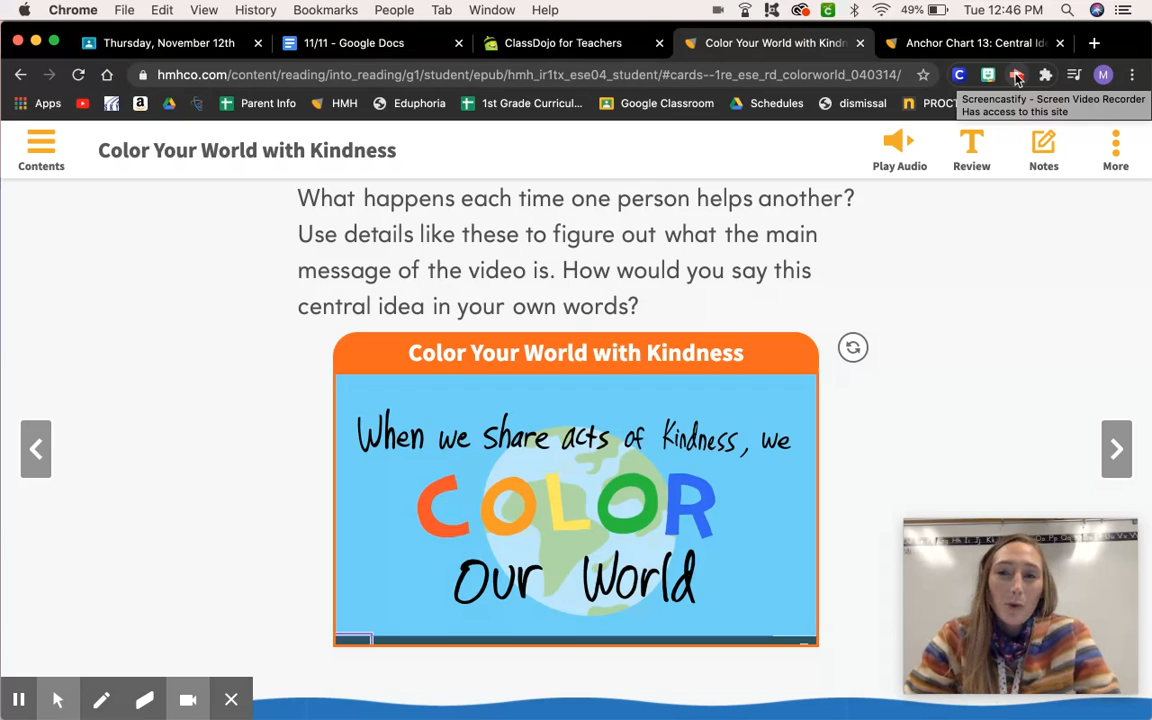 Chrome File Edit View History Bookmarks People Tab Window Help 49% Tue 12:46 PM
Thursday, November 12th 11/11 - Google Docs ClassDojo for Teachers Color Your World with Kindn Anchor Chart 13: Central Ide
hmhco.com/content/reading/into_reading/g1/student/epub/hmh_ir1tx_ese04_student/#cards--1re_ese_rd_colorworld_040314/ C M
Apps Parent Info HMH Eduphoria 1st Grade Curricul... Google Classroom Schedules dismissal n PROCT
Screencastify - Screen Video Recorder
Has access to this site
Contents Color Your World with Kindness Play Audio T Review Notes More
What happens each time one person helps another?
Use details like these to figure out what the main
message of the video is. How would you say this
central idea in your own words?
Color Your World with Kindness
When we share acts of Kindness, we
COLOR
Our World